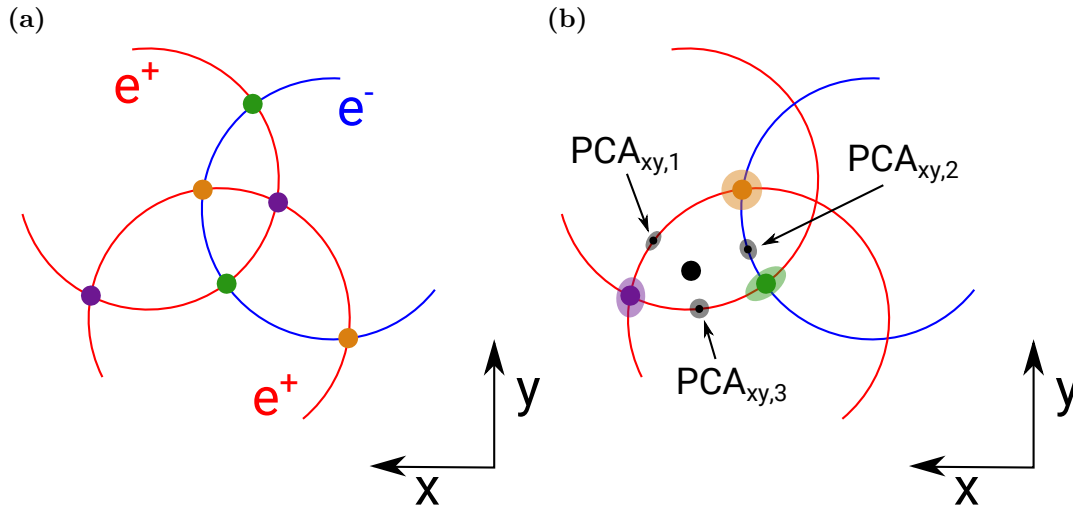 (a)
(b)
e+
e-
PCAxy,1
PCAxy,2
PCAxy,3
e+
y
x
y
x